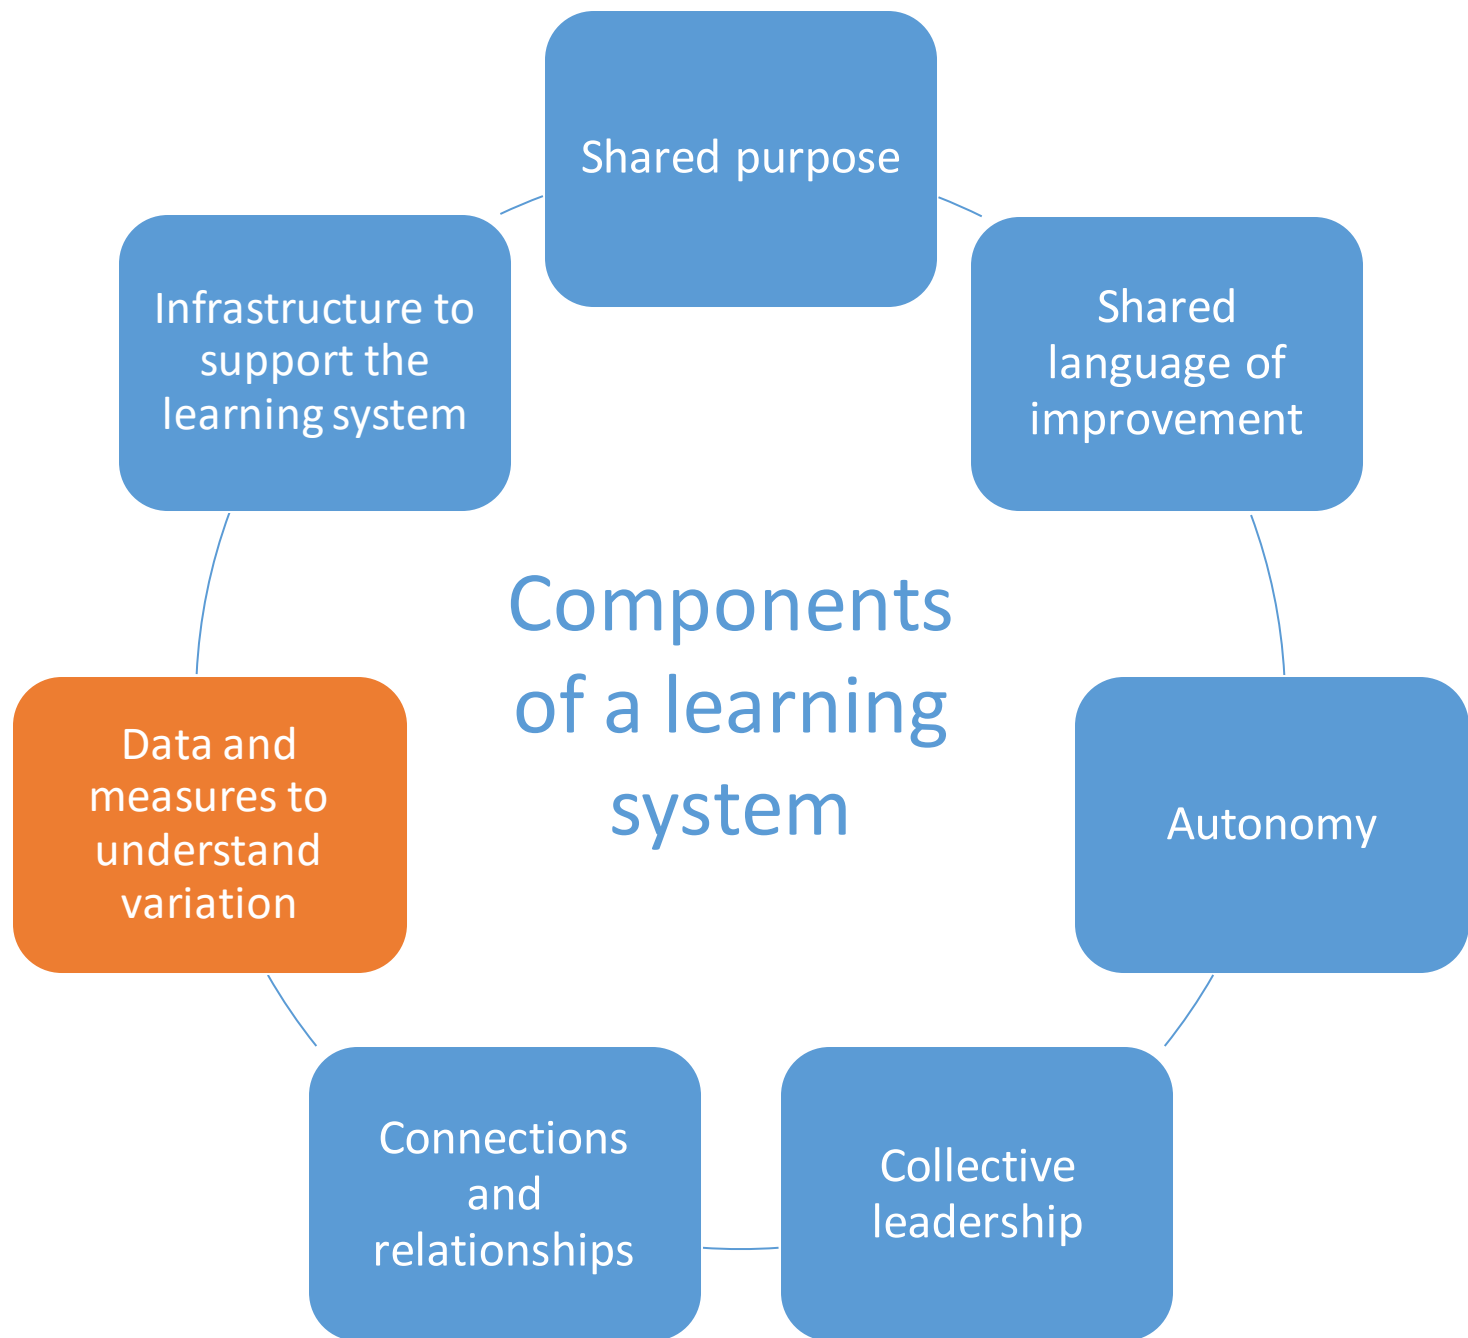 Shared purpose
Shared
language of
improvement
Autonomy
Collective
leadership
Connections
and
relationships
Data and
measures to
understand
variation
Infrastructure to
support the
learning system
Components
of a learning
system